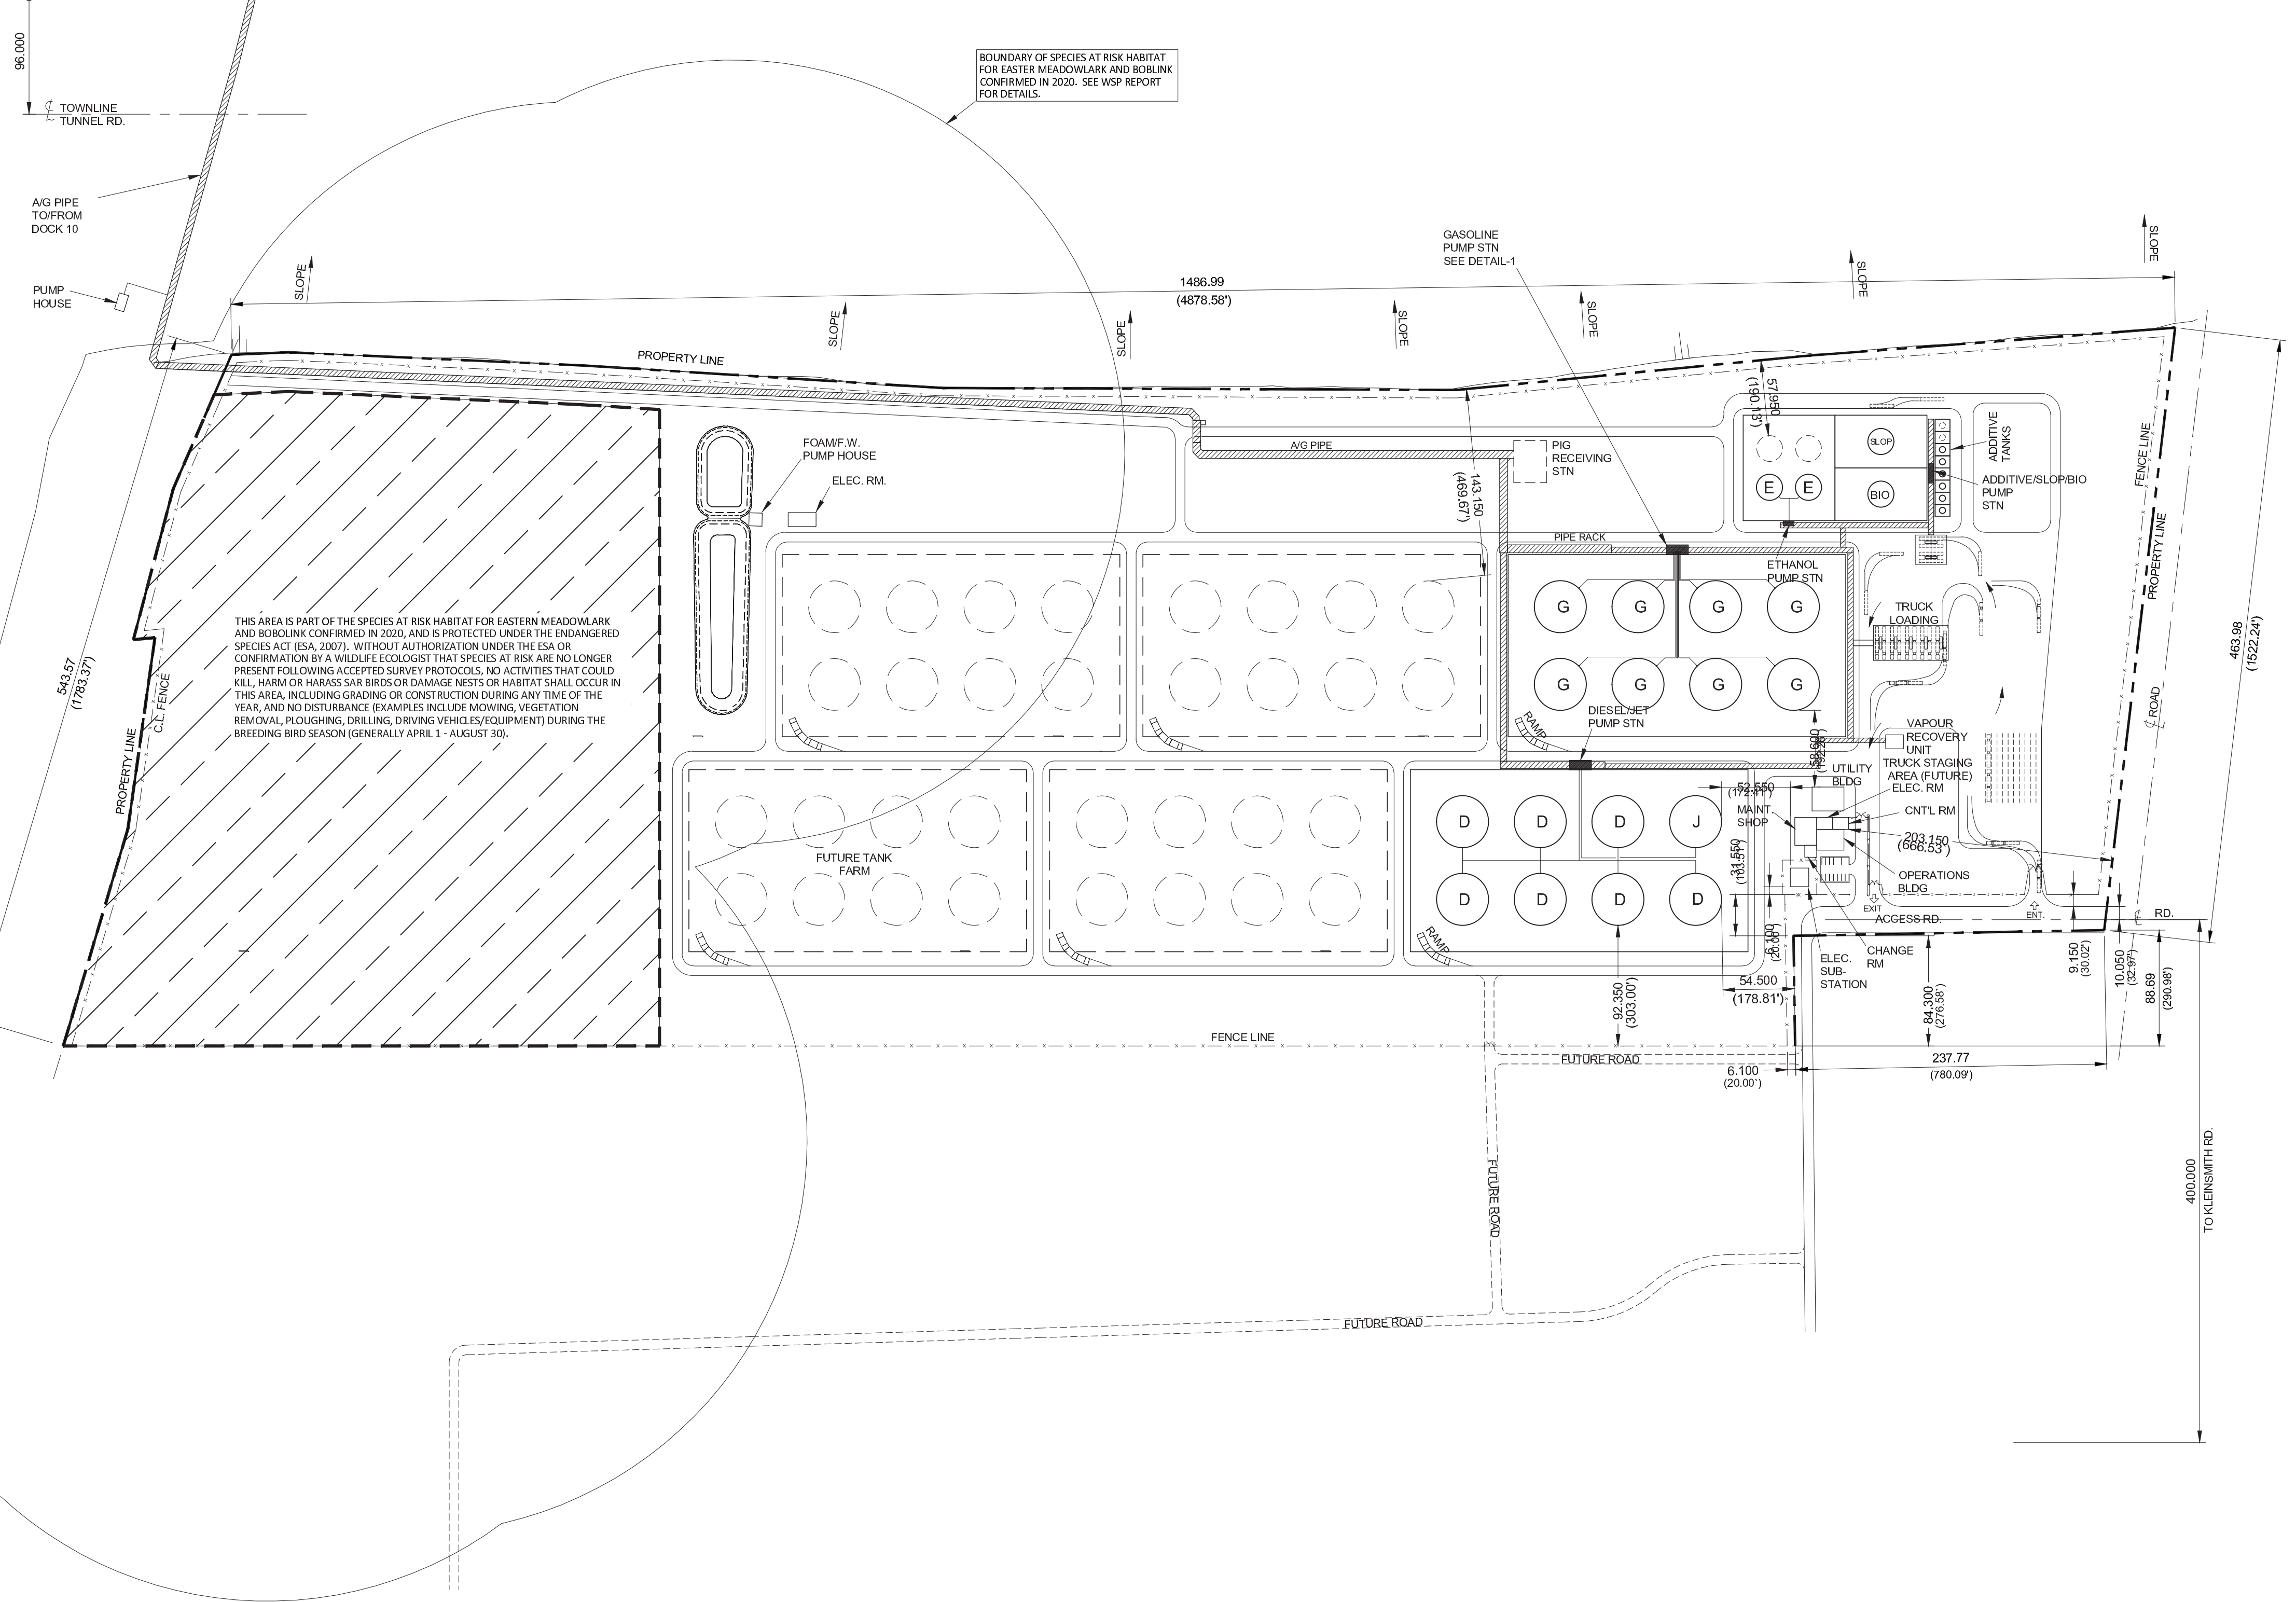 96.000
TOWNLINE
TUNNEL RD.
A/G PIPE
TO/FROM
DOCK 10
PUMP
HOUSE
BOUNDARY OF SPECIES AT RISK HABITAT
FOR EASTER MEADOWLARK AND BOBLINK
CONFIRMED IN 2020. SEE WSP REPORT
FOR DETAILS.
GASOLINE
PUMP STN
SEE DETAIL-1
SLOPE
SLOPE
SLOPE
SLOPE
SLOPE
SLOPE
SLOPE
1486.99
(4878.58')
PROPERTY LINE
543.57
(1783.37')
PROPERTY LINE
C.L. FENCE
THIS AREA IS PART OF THE SPECIES AT RISK HABITAT FOR EASTERN MEADOWLARK
AND BOBOLINK CONFIRMED IN 2020, AND IS PROTECTED UNDER THE ENDANGERED
SPECIES ACT (ESA, 2007). WITHOUT AUTHORIZATION UNDER THE ESA OR
CONFIRMATION BY A WILDLIFE ECOLOGIST THAT SPECIES AT RISK ARE NO LONGER
PRESENT FOLLOWING ACCEPTED SURVEY PROTOCOLS, NO ACTIVITIES THAT COULD
KILL, HARM OR HARASS SAR BIRDS OR DAMAGE NESTS OR HABITAT SHALL OCCUR IN
THIS AREA, INCLUDING GRADING OR CONSTRUCTION DURING ANY TIME OF THE
YEAR, AND NO DISTURBANCE (EXAMPLES INCLUDE MOWING, VEGETATION
REMOVAL, PLOUGHING, DRILLING, DRIVING VEHICLES/EQUIPMENT) DURING THE
BREEDING BIRD SEASON (GENERALLY APRIL 1 - AUGUST 30).
FOAM/F.W.
PUMP HOUSE
ELEC. RM.
A/G PIPE
PIG
RECEIVING
STN
143.150
(469.67')
57.950
(190.13')
SLOP
E E
BIO
ADDITIVE
TANKS
ADDITIVE/SLOP/BIO
PUMP
STN
FENCE LINE
PROPERTY LINE
PIPE RACK
ETHANOL
PUMP STN
G G G G
G G G G
TRUCK
LOADING
463.98
(1522.24')
ROAD
RAMP
DIESEL/JET
PUMP STN
58.600
VAPOUR
RECOVERY
UNIT
TRUCK STAGING
AREA (FUTURE)
UTILITY
BLDG
ELEC. RM
52.550
(172.41')
MAINT.
SHOP
CNT'L RM
203.150
(666.53')
D D D J
D D D D
FUTURE TANK
FARM
31.550
(103.51')
OPERATIONS
BLDG
EXIT
ENT.
ACCESS RD.
RD.
RAMP
6.100
(20.00')
CHANGE
RM
ELEC.
SUB-
STATION
54.500
(178.81')
92.350
(303.00')
84.300
(276.58')
9.150
(30.02')
10.050
(32.97')
88.69
(290.98')
FENCE LINE
FUTURE ROAD
6.100
(20.00')
237.77
(780.09')
FUTURE ROAD
400.000
TO KLEINSMITH RD.
FUTURE ROAD